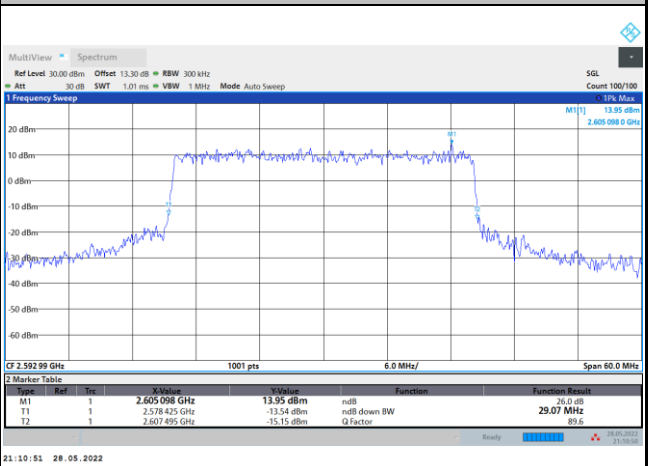 MultiView Spectrum
Ref Level 30.00 dBm Offset 13.30 dB RBW 300 kHz SGL
Att 30 dB SWT 1.01 ms VBW 1 MHz Mode Auto Sweep Count 100/100
1 Frequency Sweep 1Pk Max
M1[1] 13.95 dBm
2.605 098 0 GHz
20 dBm
M1
10 dBm
0 dBm
-10 dBm
T1 T2
-20 dBm
-30 dBm
-40 dBm
-50 dBm
-60 dBm
CF 2.592 99 GHz 1001 pts 6.0 MHz/ Span 60.0 MHz
2 Marker Table
Type Ref Trc X-Value Y-Value Function Function Result
M1 1 2.605 098 GHz 13.95 dBm ndB 26.0 dB
T1 1 2.578 425 GHz -13.54 dBm ndB down BW 29.07 MHz
T2 1 2.607 495 GHz -15.15 dBm Q Factor 89.6
Ready 28.05.2022
21:10:50
21:10:51 28.05.2022